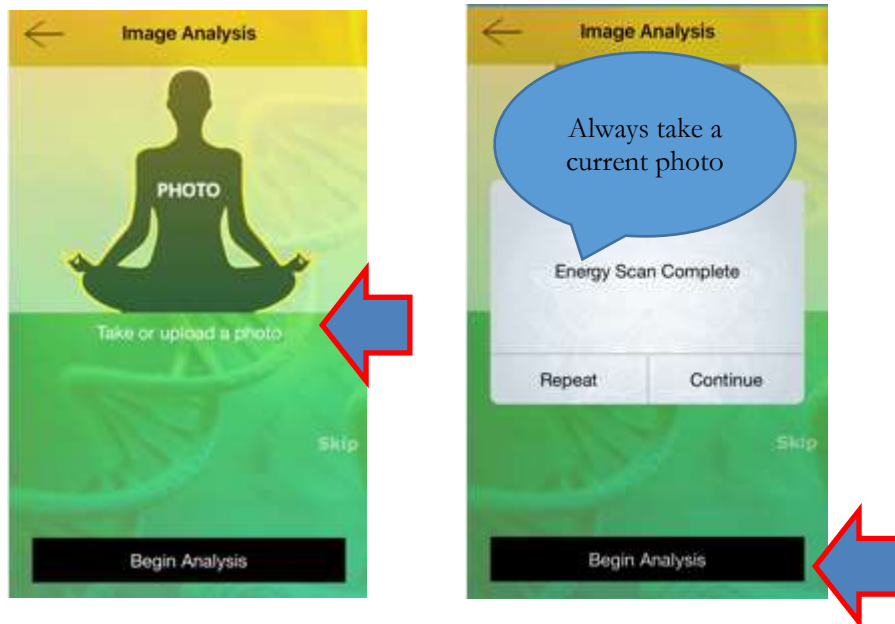 Image Analysis
PHOTO
Take or upload a photo
Skip
Begin Analysis
Image Analysis
Always take a
current photo
Energy Scan Complete
Repeat Continue
Skip
Begin Analysis